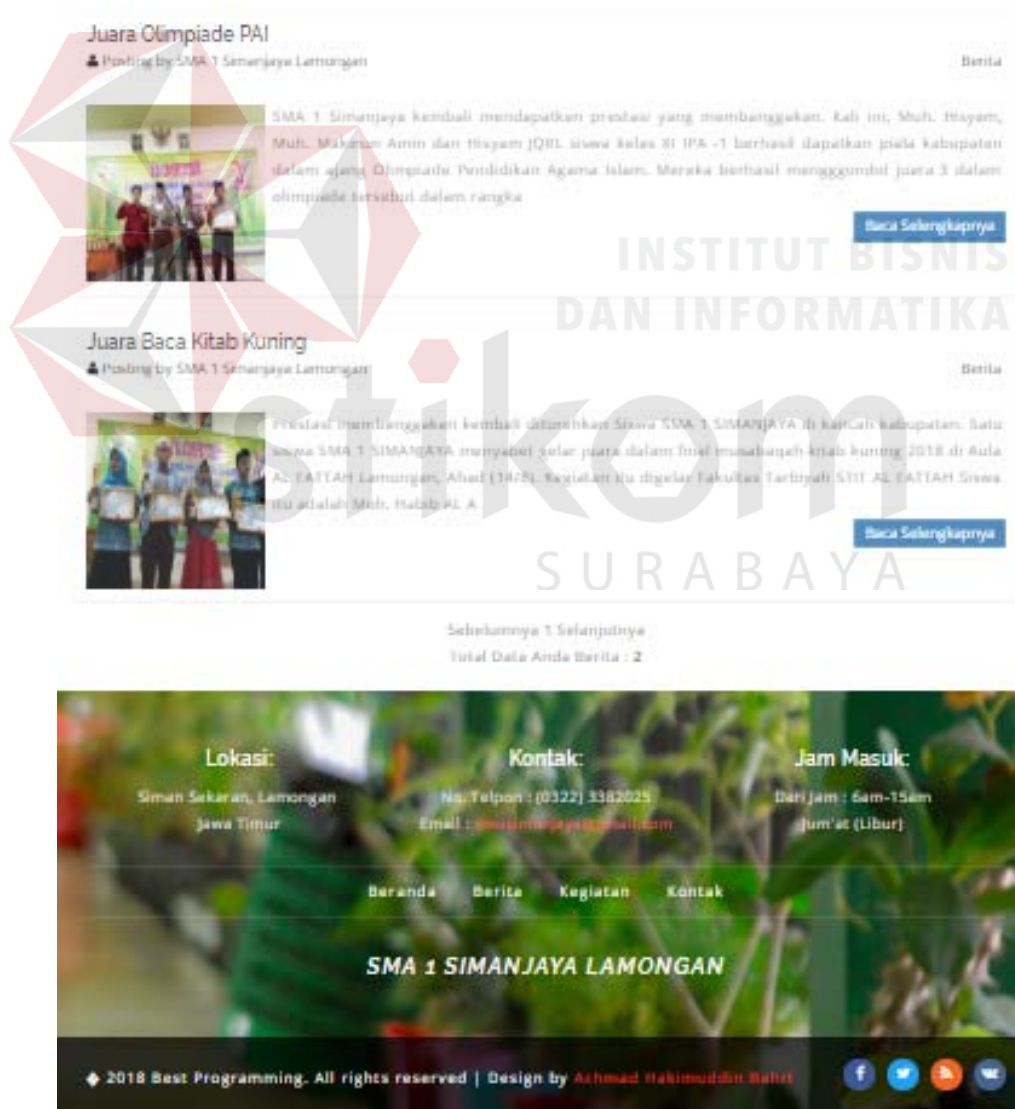 Juara Olimpiade PAI
Posting by SMA 1 Simanjaya Lamongan
Berita
SMA 1 Simanjaya kembali mendapatkan prestasi yang membanggakan. Kali ini, Muh. Hisyam,
Muh. Makmun Amin dan Hisyam JQBL siswa kelas XI IPA -1 berhasil dapatkan piala kabupaten
dalam ajang Olimpiade Pendidikan Agama Islam. Mereka berhasil mengggondol juara 3 dalam
olimpiade tersebut dalam rangka
Baca Selengkapnya
INSTITUT BISNIS
DAN INFORMATIKA
Juara Baca Kitab Kuning
Posting by SMA 1 Simanjaya Lamongan
Berita
stikom
Prestasi membanggakan kembali ditorehkan Siswa SMA 1 SIMANJAYA di kancah kabupaten. Satu
siswa SMA 1 SIMANJAYA menyabet gelar juara dalam final musabaqah kitab kuning 2018 di Aula
AL FATTAH Lamongan, Ahad Kegiatan itu digelar Fakultas Tarbiyah STIT AL FATTAH Siswa
itu adalah Moh. Habib AL A
Baca Selengkapnya
SURABAYA
Sebelumnya 1 Selanjutnya
Total Data Anda Berita : 2
Lokasi:
Siman Sekaran, Lamongan
Jawa Timur
Kontak:
No. Telpon : (0322) 3382025
Email :
Jam Masuk:
Dari Jam : 6am-15am
Jum'at (Libur)
Beranda Berita Kegiatan Kontak
SMA 1 SIMANJAYA LAMONGAN
2018 Best Programming. All rights reserved | Design by Achmad Hakimuddin Bahri